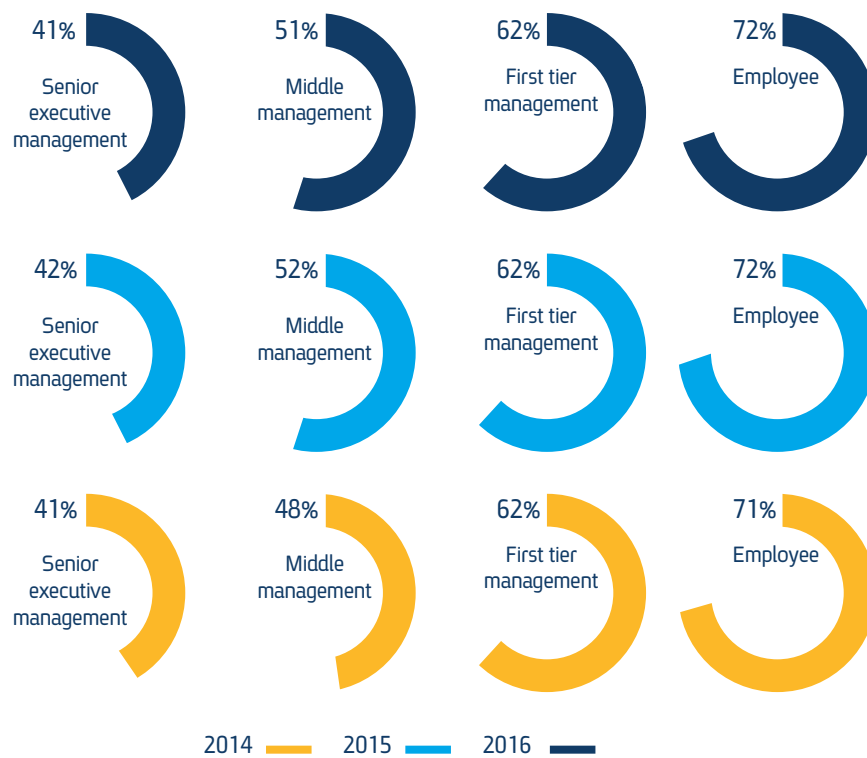 41%
Senior
executive
management
51%
Middle
management
62%
First tier
management
72%
Employee
42%
Senior
executive
management
52%
Middle
management
62%
First tier
management
72%
Employee
41%
Senior
executive
management
48%
Middle
management
62%
First tier
management
71%
Employee
2014 2015 2016